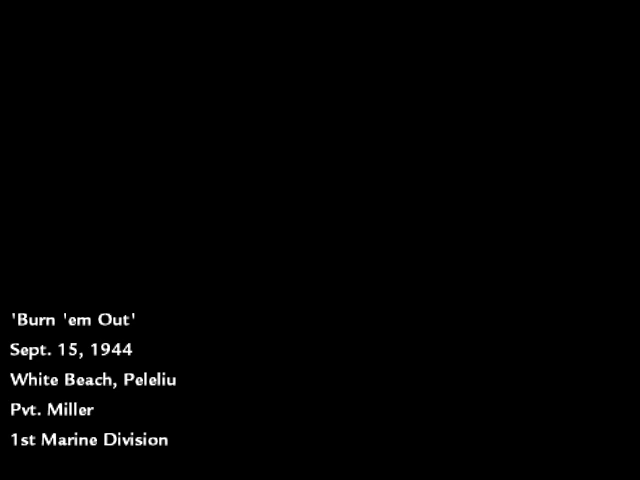 'Burn 'em Out'
Sept. 15, 1944
White Beach, Peleliu
Pvt. Miller
1st Marine Division